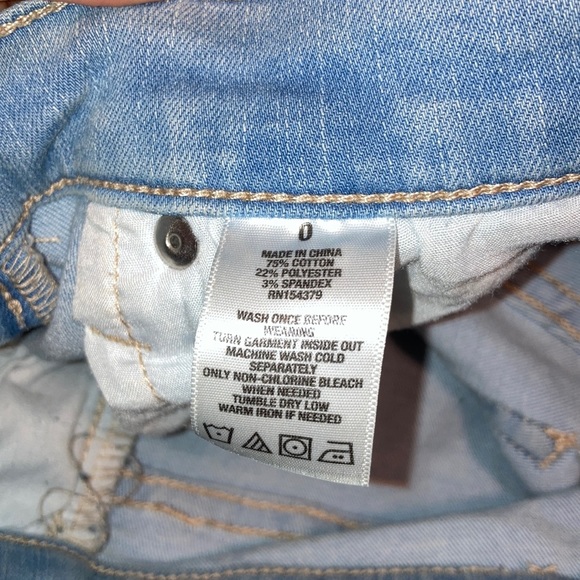 0
MADE IN CHINA
75% COTTON
22% POLYESTER
3% SPANDEX
RN154379
WASH ONCE BEFORE
WEARING
TURN GARMENT INSIDE OUT
MACHINE WASH COLD
SEPARATELY
ONLY NON-CHLORINE BLEACH
WHEN NEEDED
TUMBLE DRY LOW
WARM IRON IF NEEDED